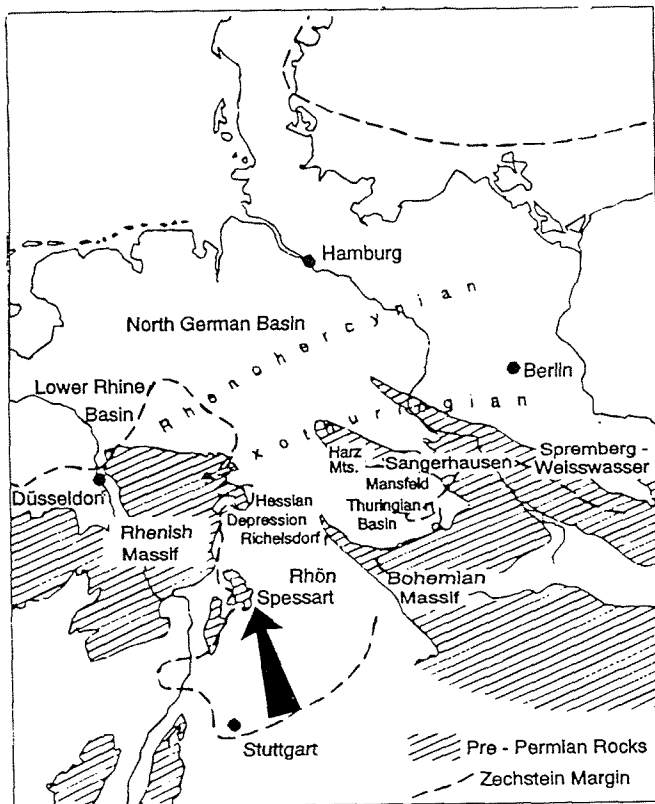 Hamburg
North German Basin
Rhenohercynian
Berlin
Lower Rhine
Basin
xothuringian
Harz
Mts.
Sangerhausen
Mansfeld
Spremberg -
Weisswasser
Düsseldorf
Thuringian
Basin
Hessian
Depression
Richelsdorf
Rhenish
Massif
Rhön
Spessart
Bohemian
Massif
Stuttgart
Pre - Permian Rocks
Zechstein Margin